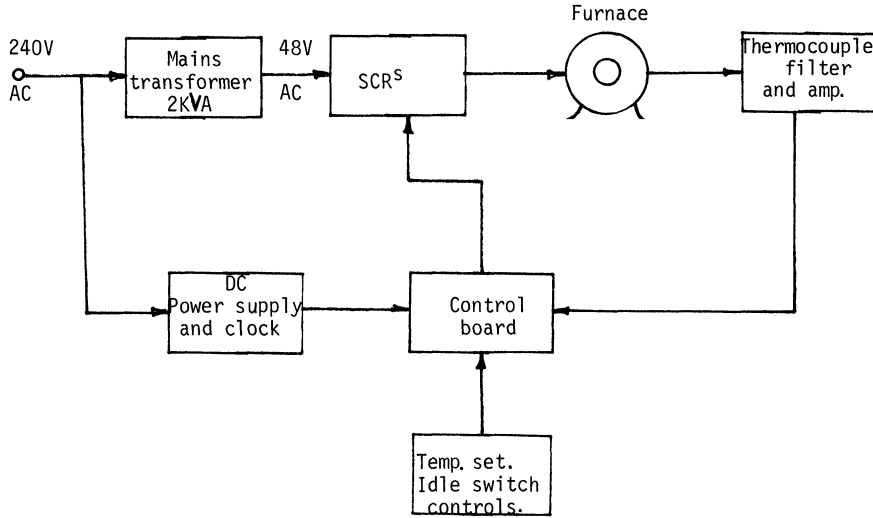 240V
AC
Mains
transformer
2KVA
48V
AC
SCRS
Furnace
Thermocouple
filter
and amp.
DC
Power supply
and clock
Control
board
Temp. set.
Idle switch
controls.